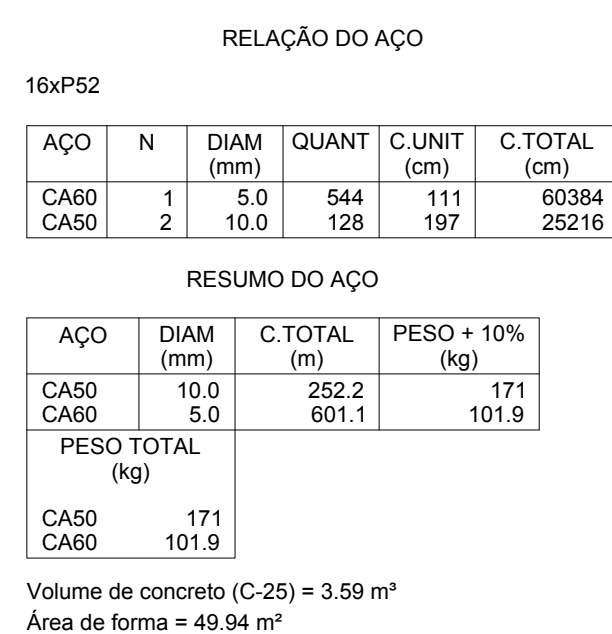 RELAÇÃO DO AÇO
16xP52
AÇO N DIAM QUANT C.UNIT C.TOTAL
(mm) (cm) (cm)
CA60 1 5.0 544 111 60384
CA50 2 10.0 128 197 25216
RESUMO DO AÇO
AÇO DIAM C.TOTAL PESO + 10%
(mm) (m) (kg)
CA50 10.0 252.2 171
CA60 5.0 601.1 101.9
PESO TOTAL
(kg)
CA50 171
CA60 101.9
Volume de concreto (C-25) = 3.59 m³
Área de forma = 49.94 m²